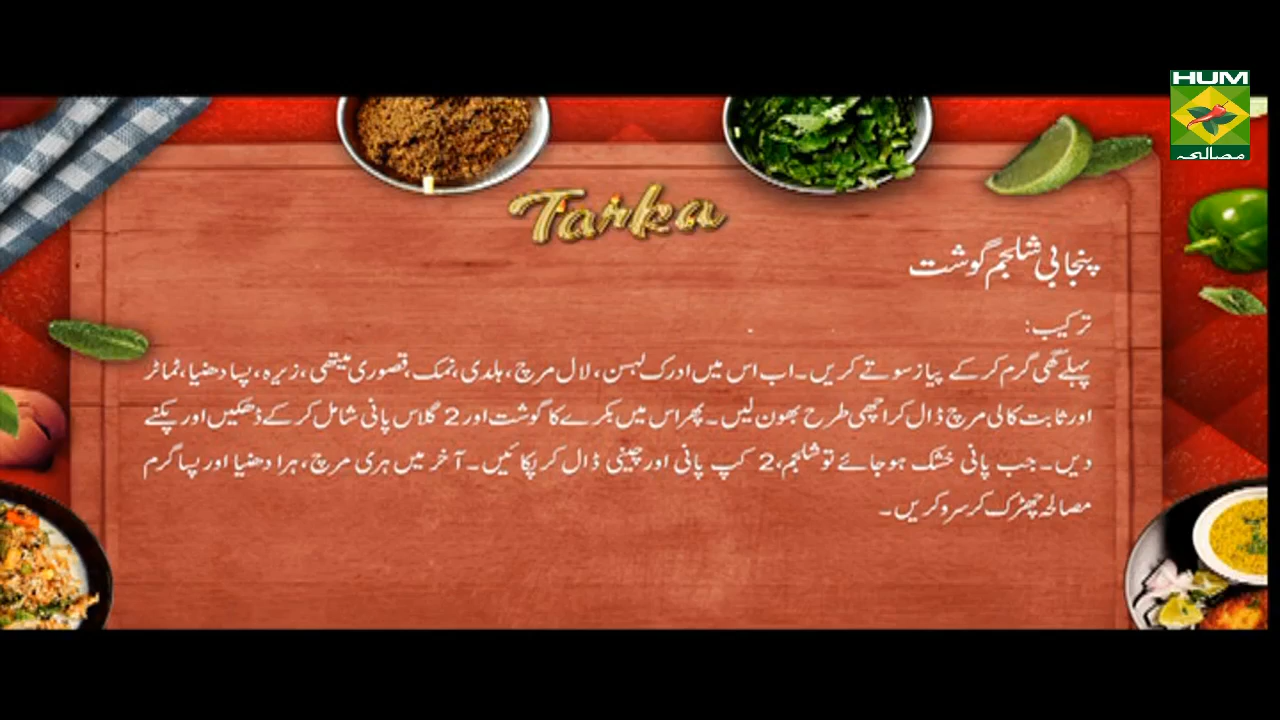 HUM
مصالحہ
Tarka
پنجابی شلجم گوشت
ترکیب:
پہلے گھی گرم کر کے پیاز سوتے کریں۔ اب اس میں ادرک لہسن، لال مرچ، ہلدی، نمک، قصوری میتھی، زیرہ، پسا دھنیا، ٹماٹر
اور ثابت کالی مرچ ڈال کر اچھی طرح بھون لیں۔ پھر اس میں بکرے کا گوشت اور 2 گلاس پانی شامل کر کے ڈھکیں اور پکنے
دیں۔ جب پانی خشک ہو جائے تو شلجم، 2 کپ پانی اور چینی ڈال کر پکائیں۔ آخر میں ہری مرچ، ہرا دھنیا اور پسا گرم
مصالحہ چھڑک کر سرو کریں۔